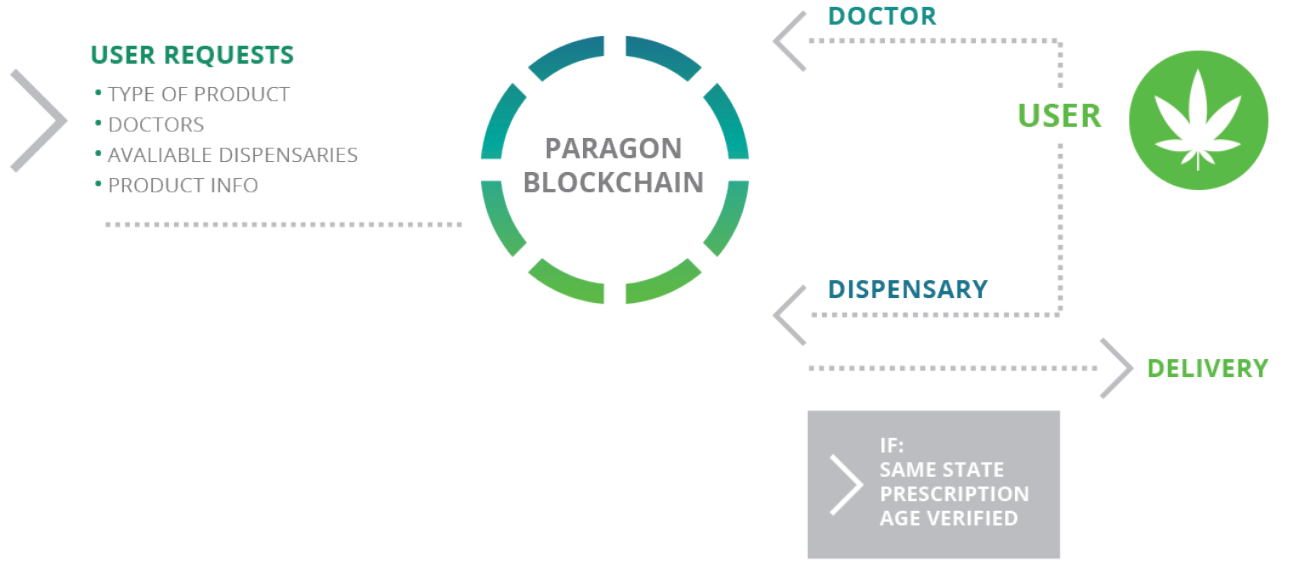 USER REQUESTS
• TYPE OF PRODUCT
• DOCTORS
• AVALIABLE DISPENSARIES
• PRODUCT INFO
PARAGON
BLOCKCHAIN
DOCTOR
USER
DISPENSARY
DELIVERY
IF:
SAME STATE
PRESCRIPTION
AGE VERIFIED